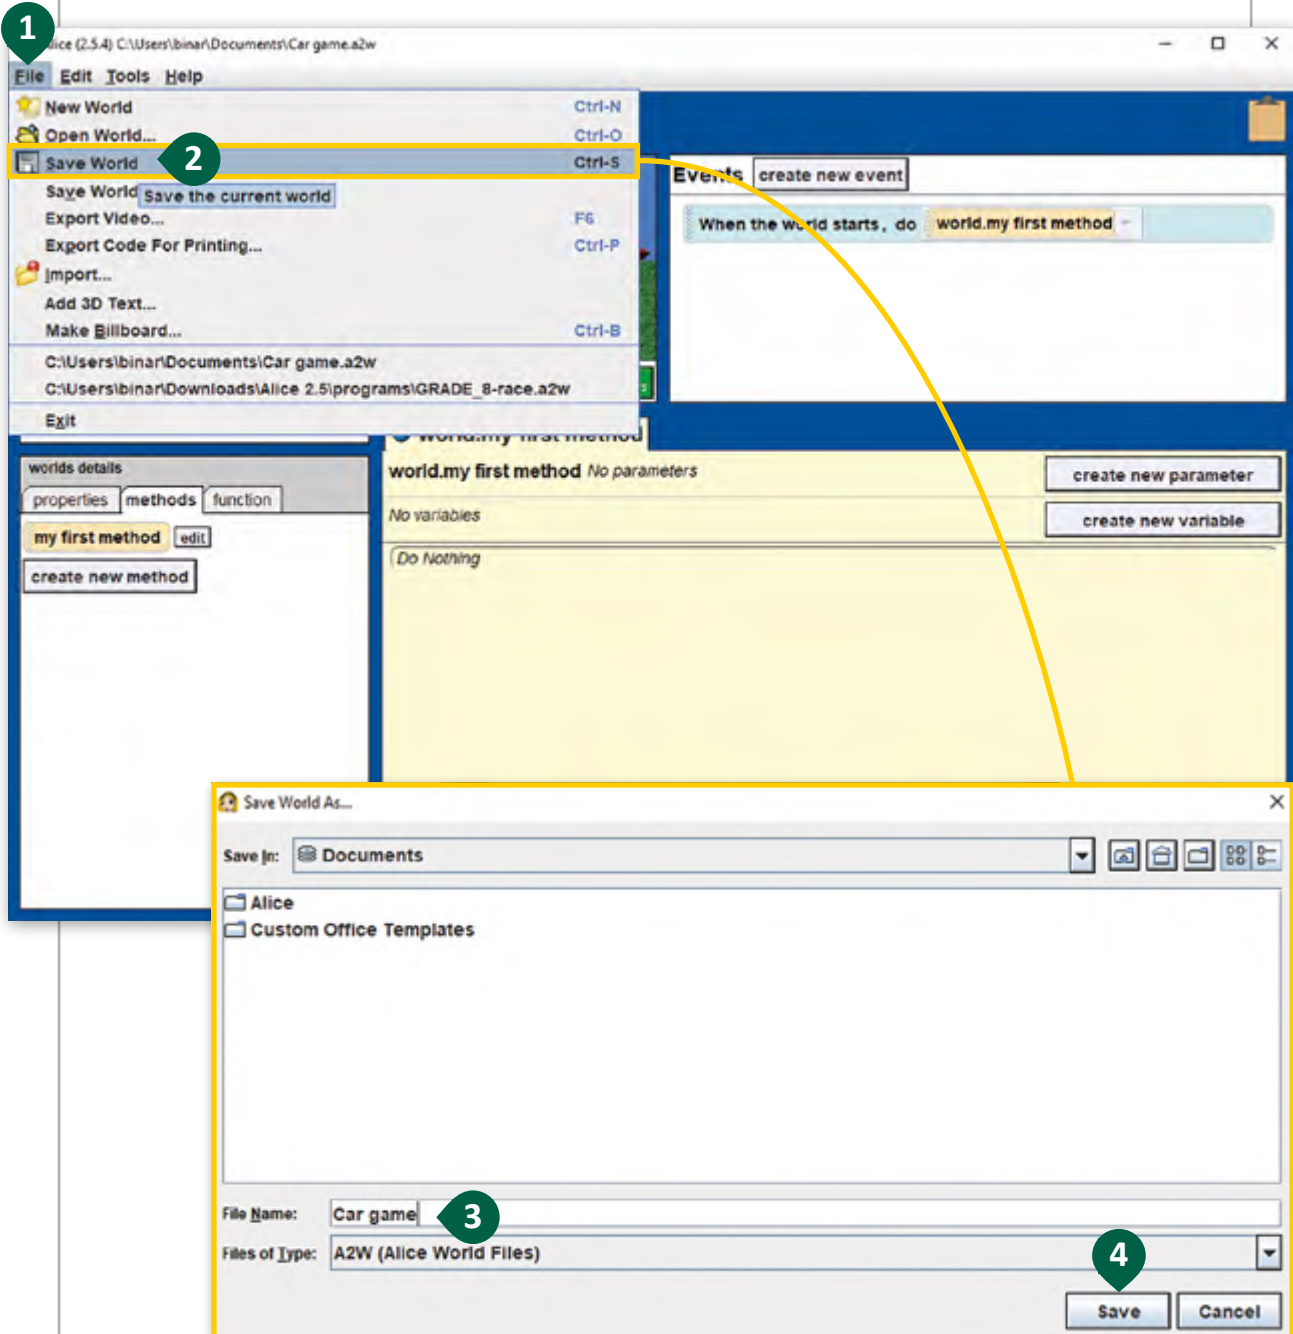 1
lice (2.5.4) C:\Users\binar\Documents\Car game.a2w
File Edit Tools Help
New World Ctrl-N
Open World... Ctrl-O
Save World 2 Ctrl-S
Save World
Save the current world
Export Video... F6
Export Code For Printing... Ctrl-P
Import...
Add 3D Text...
Make Billboard... Ctrl-B
C:\Users\binar\Documents\Car game.a2w
C:\Users\binar\Downloads\Alice 2.5\programs\GRADE_8-race.a2w
Exit
Events create new event
When the world starts, do world.my first method
world.my first method
worlds details
properties methods function
my first method edit
create new method
world.my first method No parameters
create new parameter
No variables
create new variable
Do Nothing
Save World As...
Save In: Documents
Alice
Custom Office Templates
File Name: Car game 3
Files of Type: A2W (Alice World Files)
4
Save Cancel